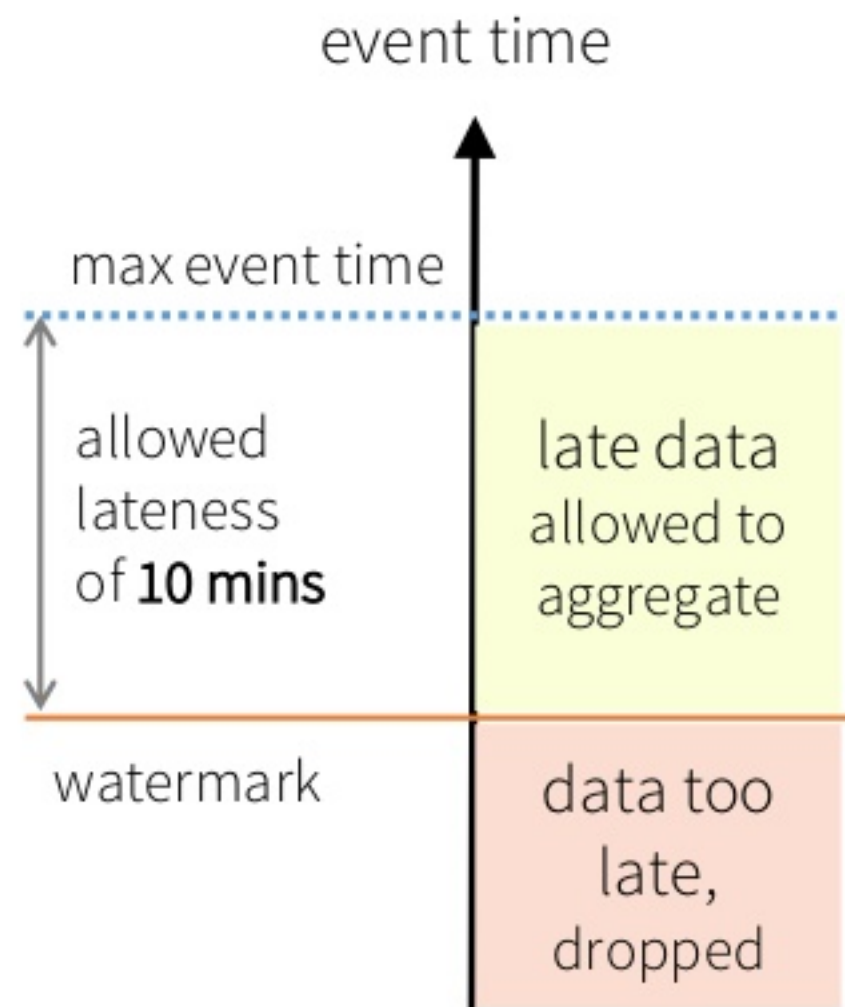 event time
max event time
allowed
lateness
of 10 mins
late data
allowed to
aggregate
watermark
data too
late,
dropped